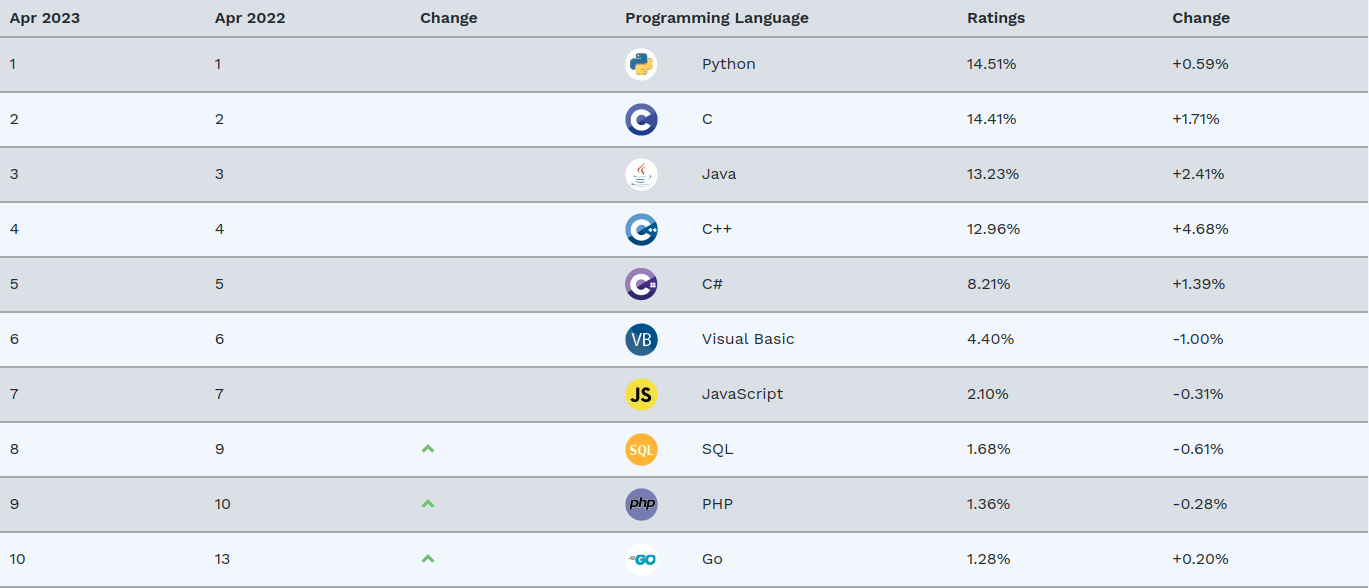 Apr 2023 Apr 2022 Change Programming Language Ratings Change
1 1 Python 14.51% +0.59%
2 2 C C 14.41% +1.71%
3 3 Java 13.23% +2.41%
4 4 C++ C++ 12.96% +4.68%
5 5 C# C# 8.21% +1.39%
6 6 VB Visual Basic 4.40% -1.00%
7 7 JS JavaScript 2.10% -0.31%
8 9 SQL SQL 1.68% -0.61%
9 10 php PHP 1.36% -0.28%
10 13 GO Go 1.28% +0.20%